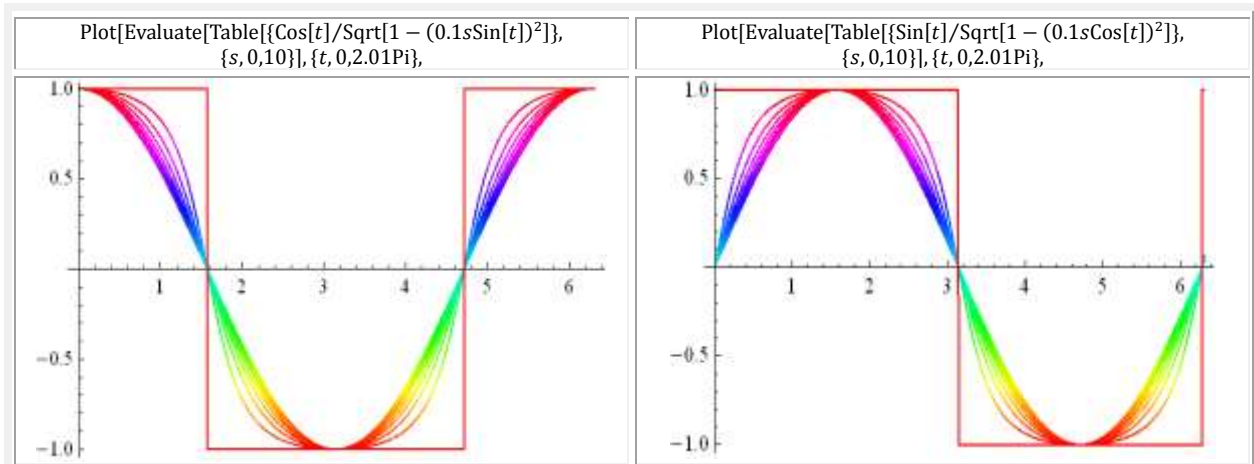 Plot[Evaluate[Table[{Cos[t]/Sqrt[1 − (0.1sSin[t])²]},
{s, 0,10}]], {t, 0,2.01Pi},
1.0
0.5
−0.5
−1.0
1 2 3 4 5 6
Plot[Evaluate[Table[{Sin[t]/Sqrt[1 − (0.1sCos[t])²]},
{s, 0,10}]], {t, 0,2.01Pi},
1.0
0.5
−0.5
−1.0
1 2 3 4 5 6